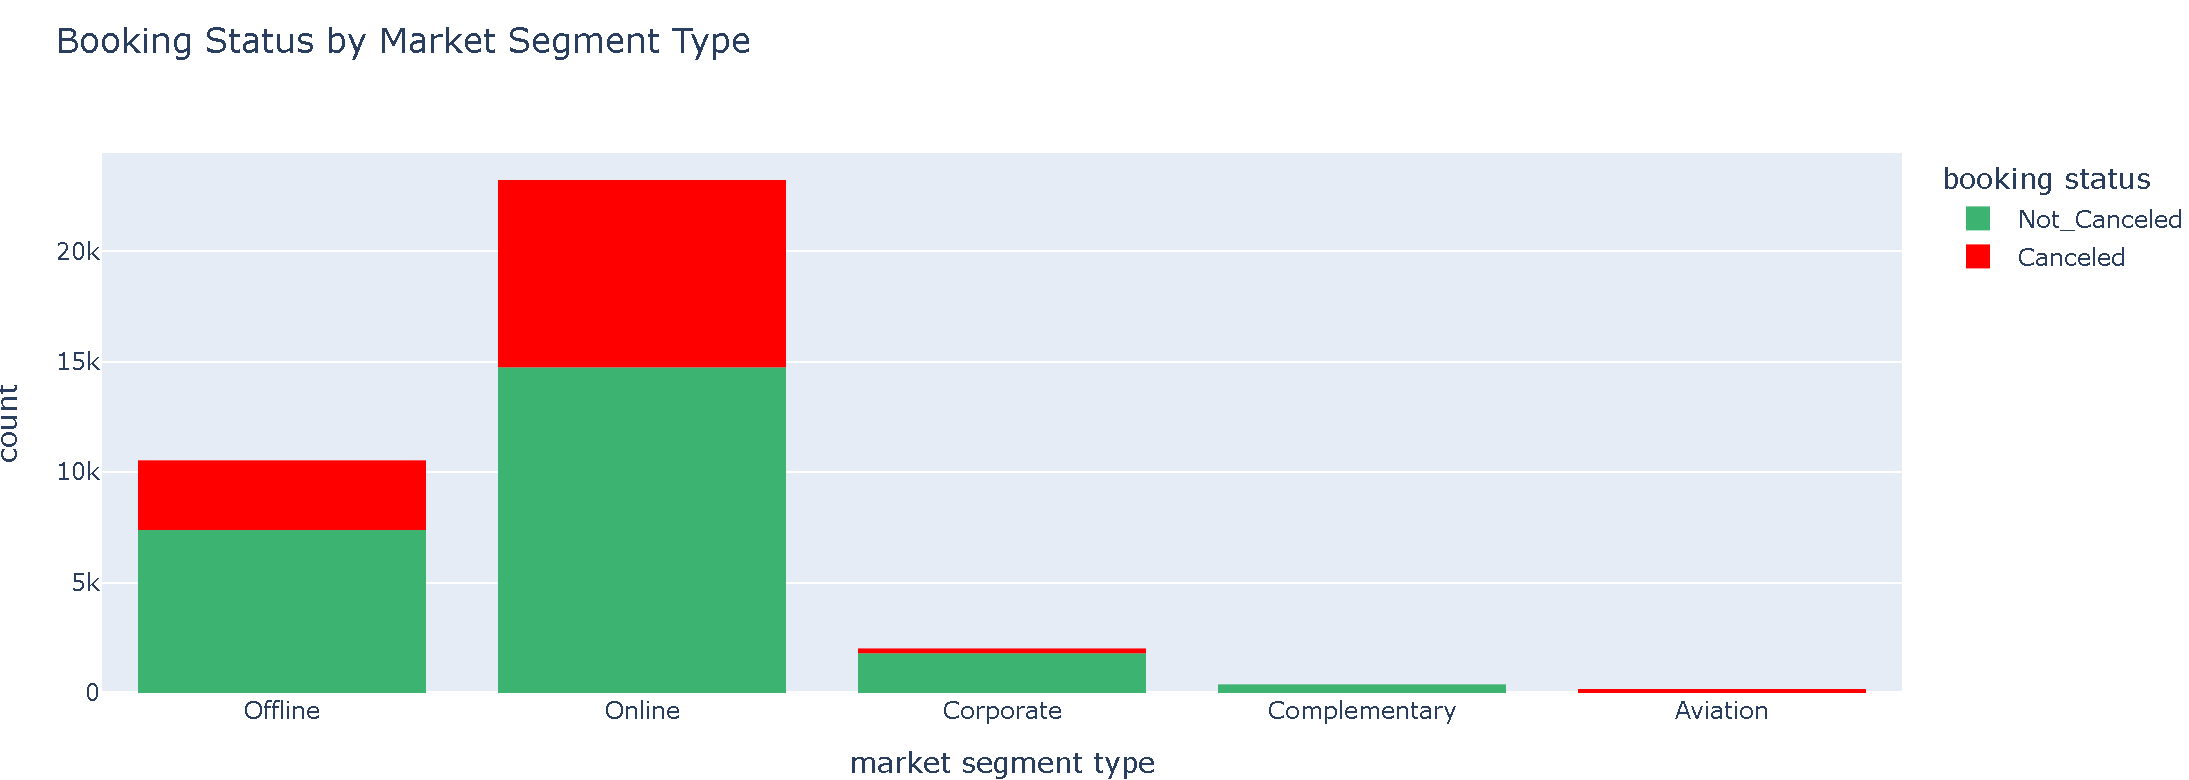 Booking Status by Market Segment Type
booking status
Not_Canceled
Canceled
20k
15k
10k
5k
0
count
Offline
Online
Corporate
Complementary
Aviation
market segment type